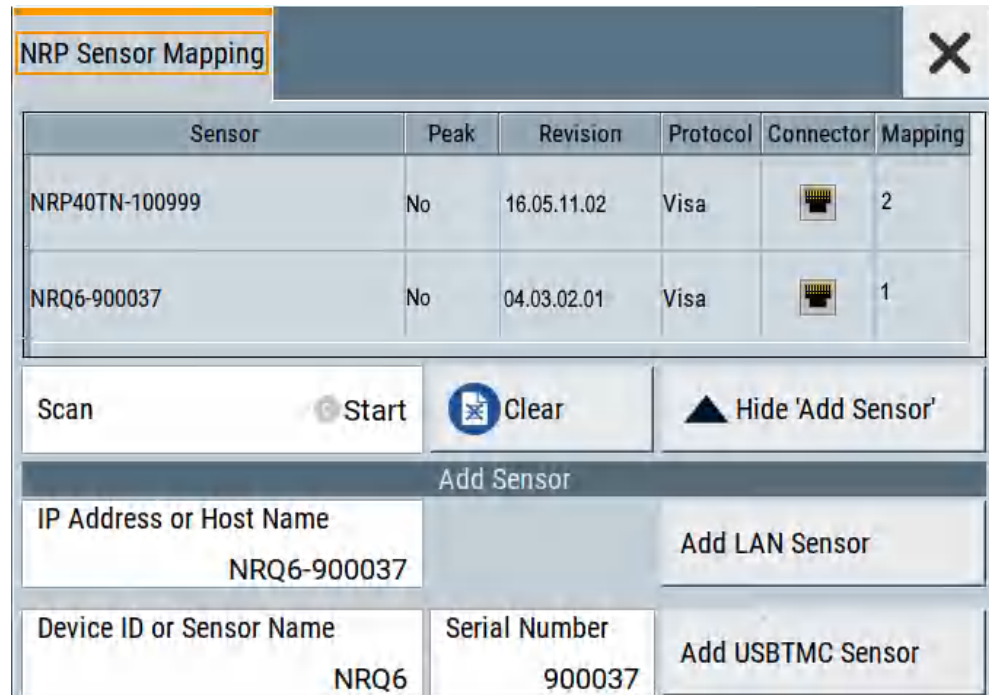 NRP Sensor Mapping
Sensor Peak Revision Protocol Connector Mapping
NRP40TN-100999 No 16.05.11.02 Visa 2
NRQ6-900037 No 04.03.02.01 Visa 1
Scan Start Clear Hide 'Add Sensor'
Add Sensor
IP Address or Host Name
NRQ6-900037
Add LAN Sensor
Device ID or Sensor Name Serial Number
NRQ6 900037
Add USBTMC Sensor